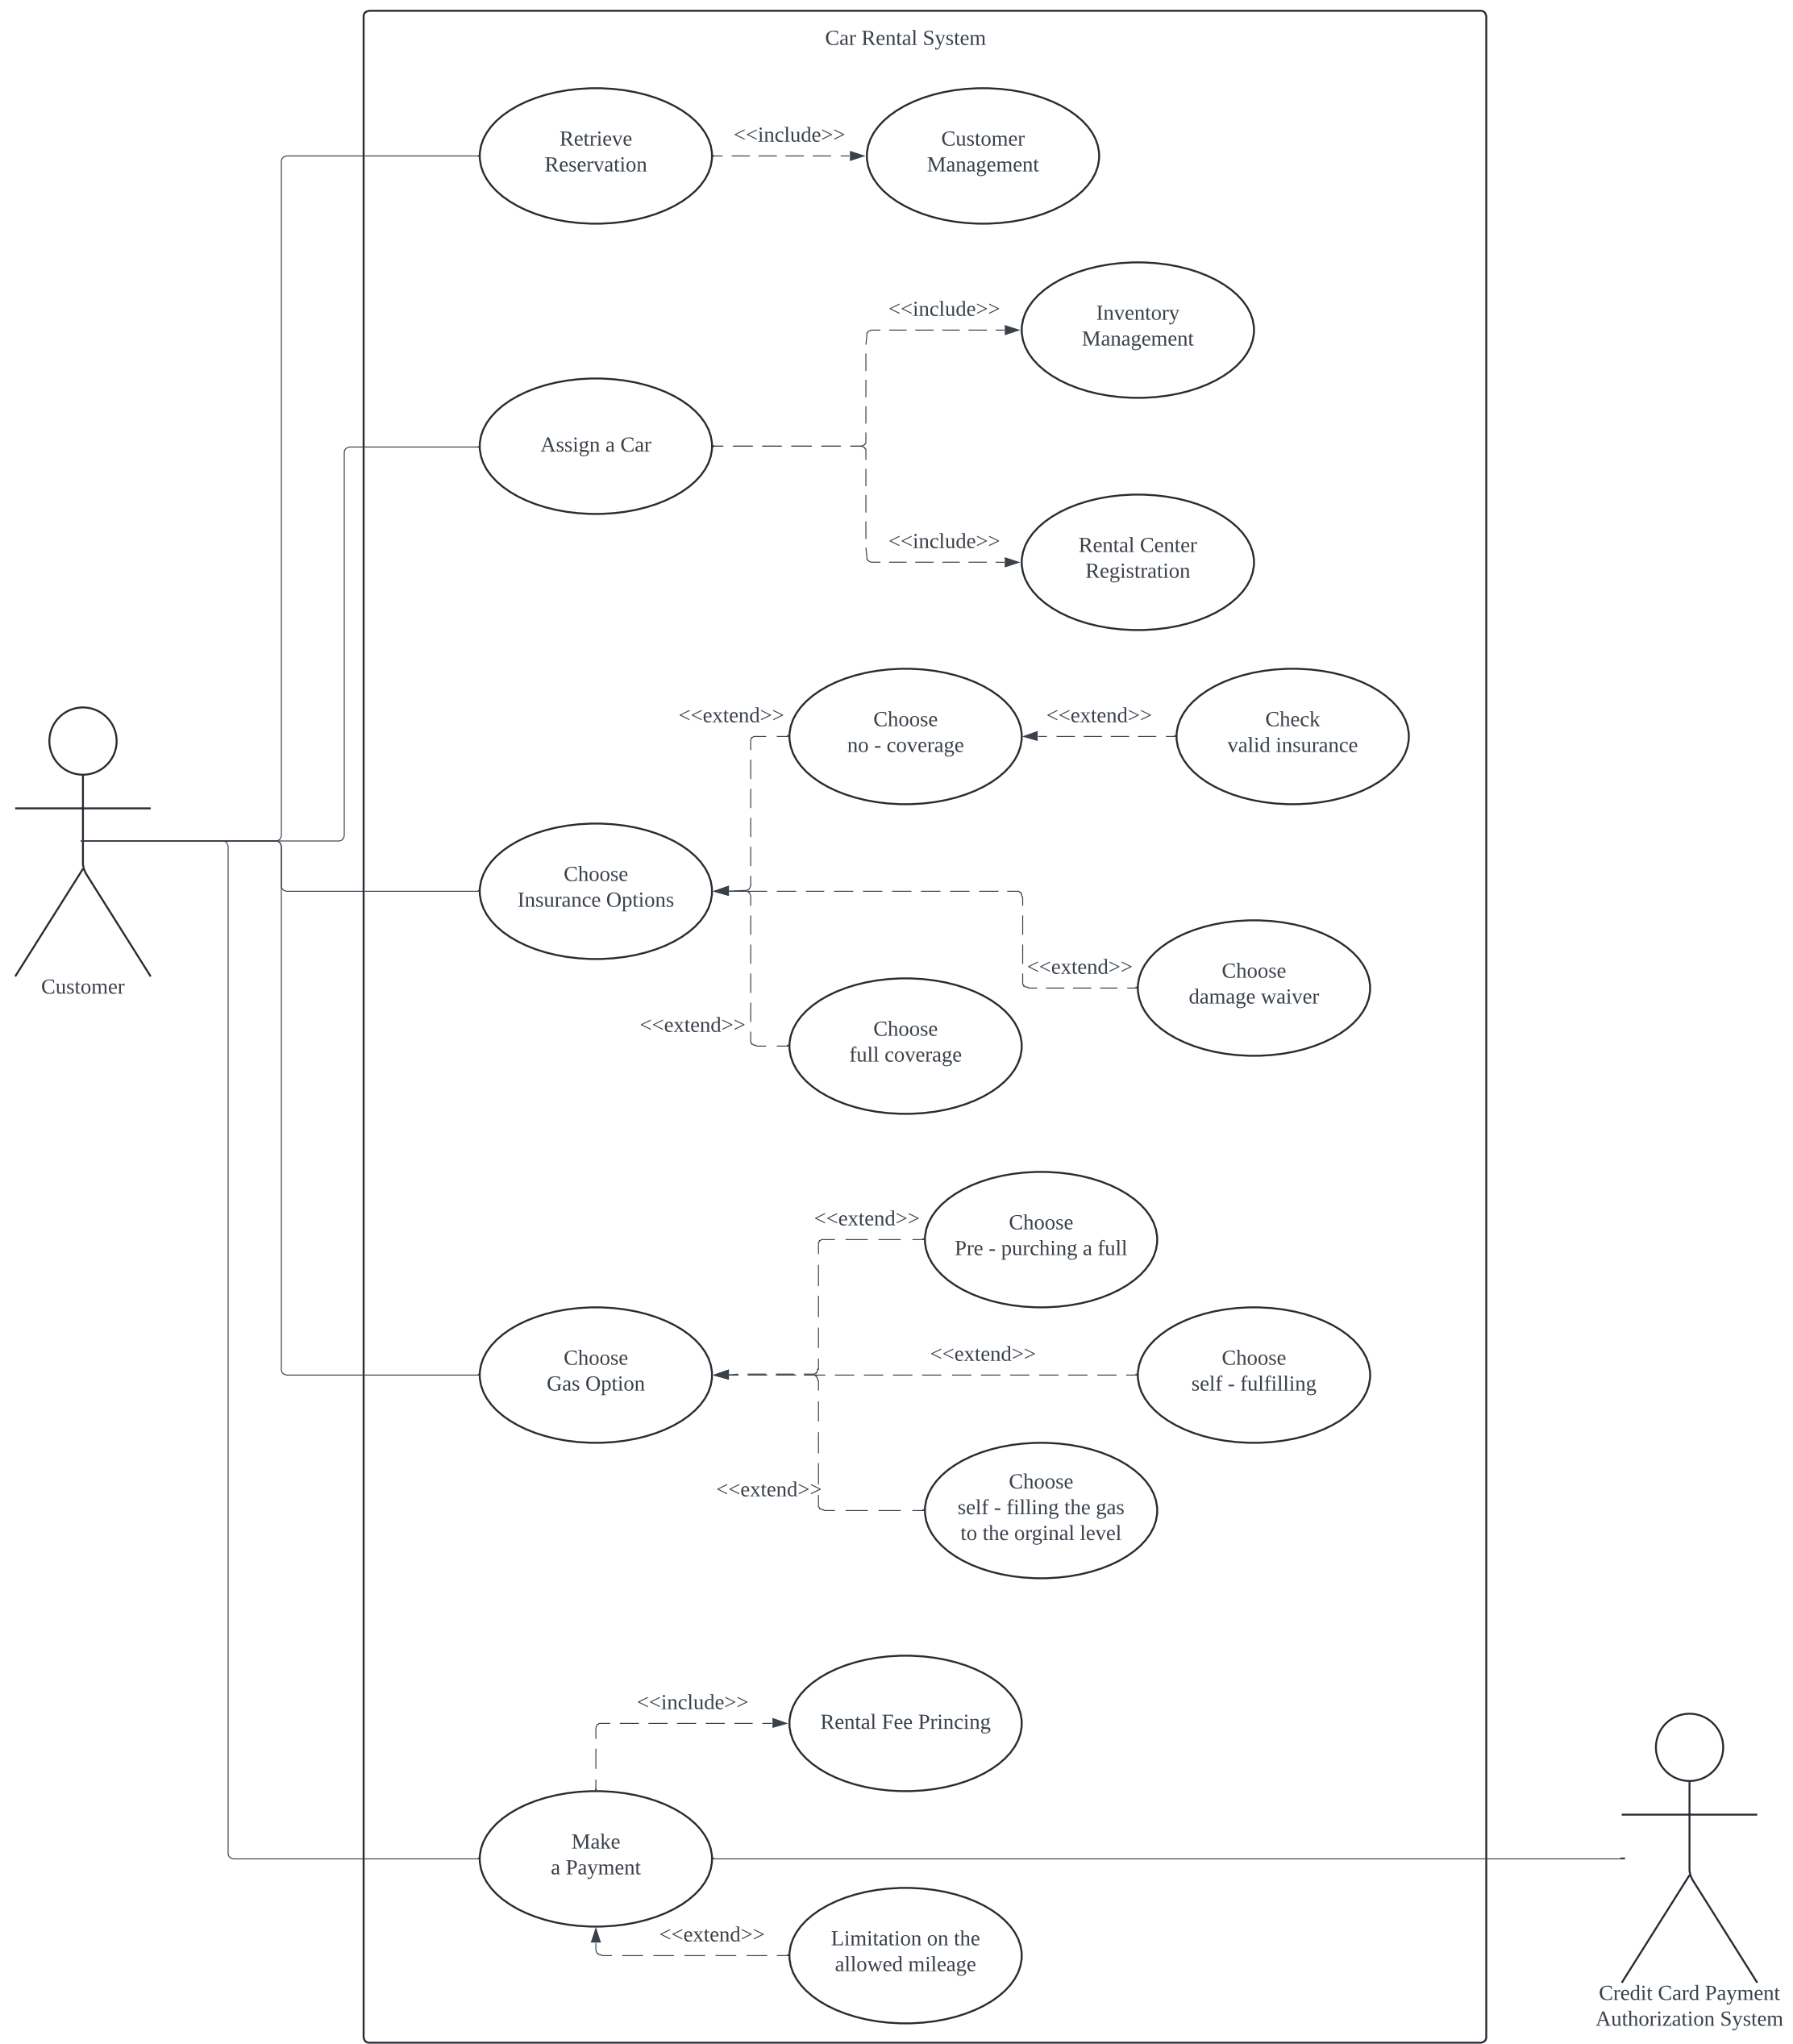 Car Rental System
Retrieve
Reservation
<<include>>
Customer
Management
Assign a Car
<<include>>
Inventory
Management
<<include>>
Rental Center
Registration
Customer
Choose
Insurance Options
<<extend>>
Choose
no - coverage
<<extend>>
Check
valid insurance
<<extend>>
Choose
damage waiver
<<extend>>
Choose
full coverage
Choose
Gas Option
<<extend>>
Choose
Pre - purching a full
<<extend>>
Choose
self - fulfilling
<<extend>>
Choose
self - filling the gas
to the orginal level
<<include>>
Rental Fee Princing
Make
a Payment
<<extend>>
Limitation on the
allowed mileage
Credit Card Payment
Authorization System